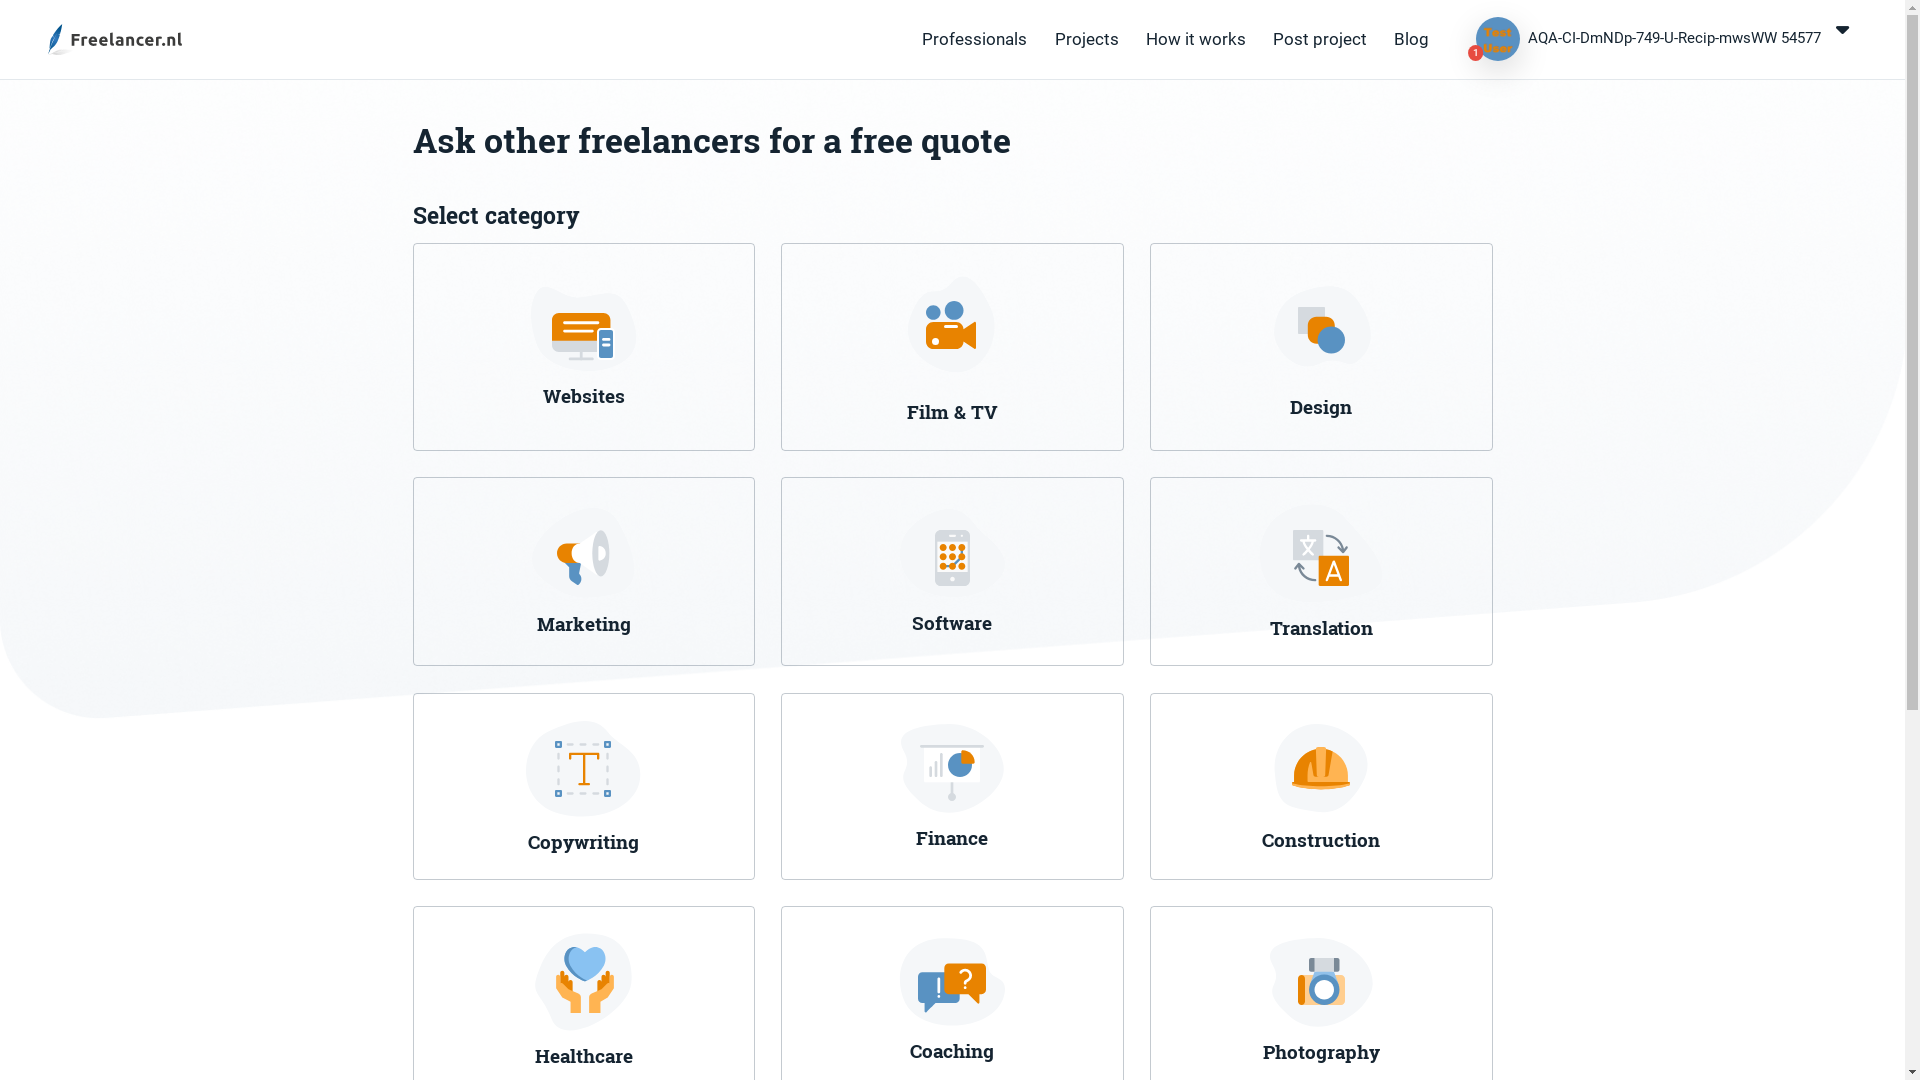 Freelancer.nl
Professionals
Projects
How it works
Post project
Blog
Test
User
1
AQA-CI-DmNDp-749-U-Recip-mwsWW 54577
Ask other freelancers for a free quote
Select category
Websites
Film & TV
Design
Marketing
Software
Translation
Copywriting
Finance
Construction
Healthcare
Coaching
Photography